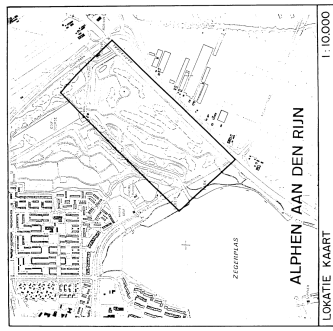 ZEGERPLAS
ALPHEN AAN DEN RIJN
LOKATIE KAART
1:10.000